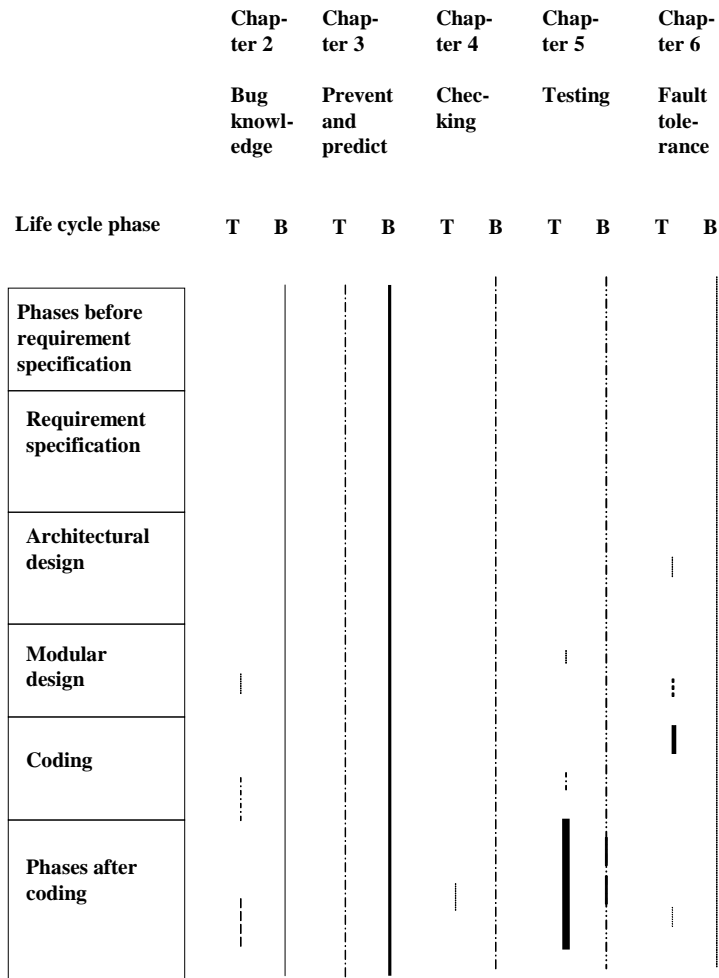 Chap- Chap- Chap- Chap- Chap-
ter 2 ter 3 ter 4 ter 5 ter 6
Bug Prevent Chec- Testing Fault
knowl- and king tole-
edge predict rance
Life cycle phase T B T B T B T B T B
Phases before
requirement
specification
Requirement
specification
Architectural
design
Modular
design
Coding
Phases after
coding